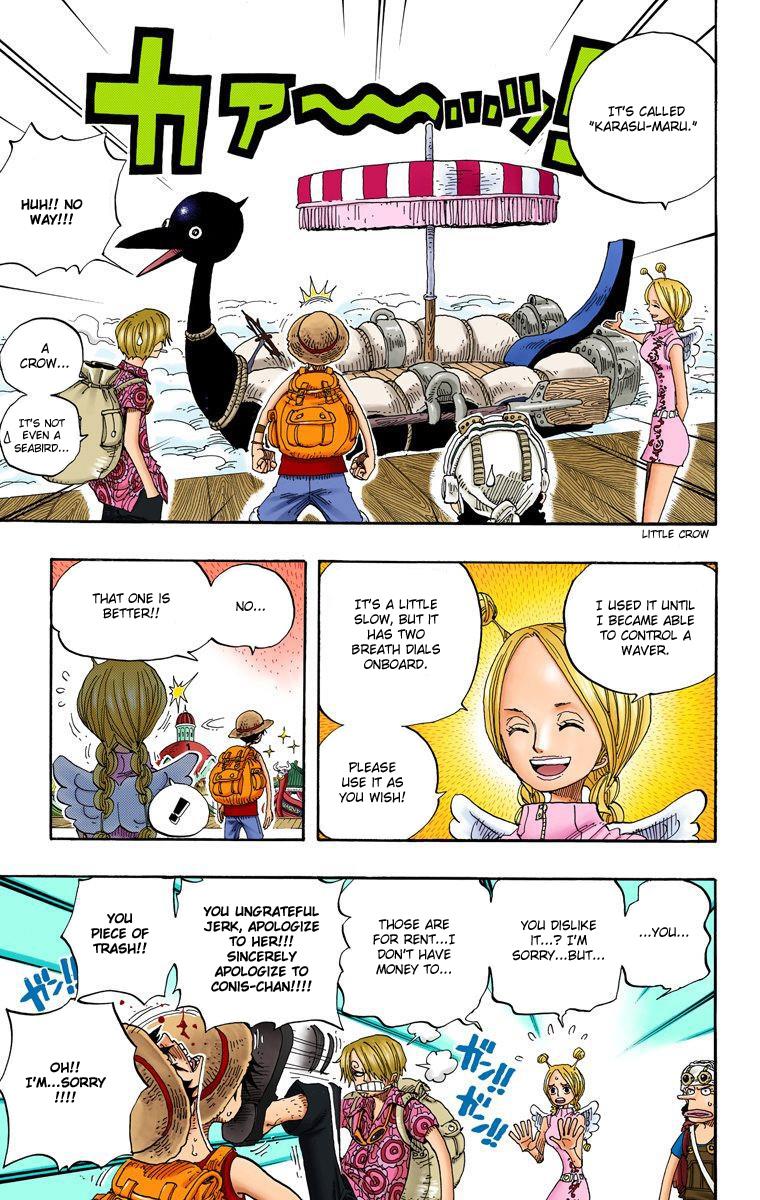 IT'S CALLED
"KARASU-MARU."
カァ〜〜……ッ!
HUH!! NO
WAY!!!
A
CROW...
IT'S NOT
EVEN A
SEABIRD...
LITTLE CROW
I USED IT UNTIL
I BECAME ABLE
TO CONTROL A
WAVER.
IT'S A LITTLE
SLOW, BUT IT
HAS TWO
BREATH DIALS
ONBOARD.
PLEASE
USE IT AS
YOU WISH!
NO...
THAT ONE IS
BETTER!!
!
...YOU...
YOU DISLIKE
IT...? I'M
SORRY...BUT...
THOSE ARE
FOR RENT...I
DON'T HAVE
MONEY TO...
YOU UNGRATEFUL
JERK, APOLOGIZE
TO HER!!!
SINCERELY
APOLOGIZE TO
CONIS-CHAN!!!!
YOU
PIECE OF
TRASH!!
OH!!
I'M...SORRY
!!!!
ガン!!
ガン!!
ガン!!